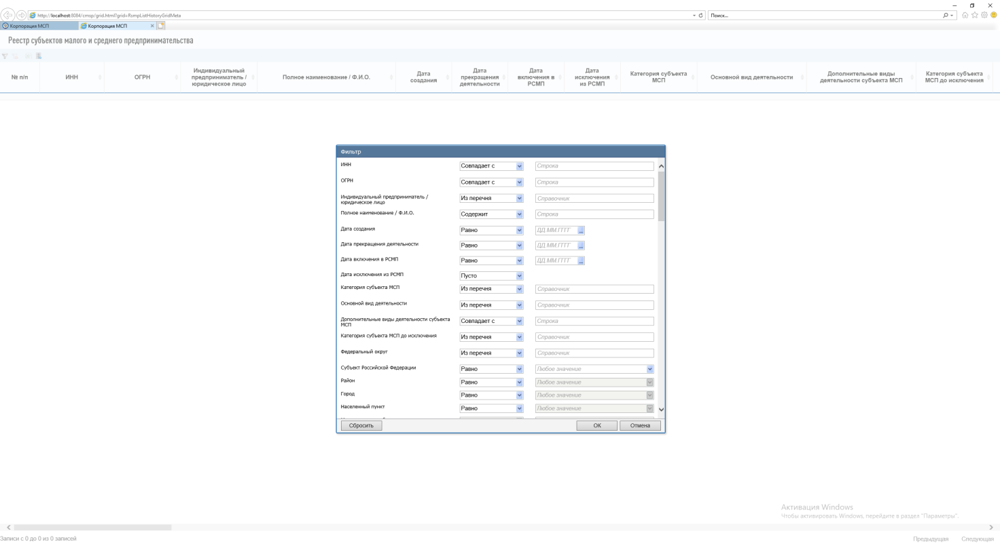 http://localhost:8084/cmsp/grid.html?grid=RsmpListHistoryGridMeta
Поиск...
Корпорация МСП
Корпорация МСП
Реестр субъектов малого и среднего предпринимательства
№ п/п
ИНН
ОГРН
Индивидуальный
предприниматель /
юридическое лицо
Полное наименование / Ф.И.О.
Дата
создания
Дата
прекращения
деятельности
Дата
включения в
РСМП
Дата
исключения
из РСМП
Категория субъекта
МСП
Основной вид деятельности
Дополнительные виды
деятельности субъекта МСП
Категория субъекта
МСП до исключения
Фильтр
ИНН
Совпадает с
Строка
ОГРН
Совпадает с
Строка
Индивидуальный предприниматель /
юридическое лицо
Из перечня
Справочник
Полное наименование / Ф.И.О.
Содержит
Строка
Дата создания
Равно
ДД.ММ.ГГГГ
...
Дата прекращения деятельности
Равно
ДД.ММ.ГГГГ
...
Дата включения в РСМП
Равно
ДД.ММ.ГГГГ
...
Дата исключения из РСМП
Пусто
Категория субъекта МСП
Из перечня
Справочник
Основной вид деятельности
Из перечня
Справочник
Дополнительные виды деятельности субъекта
МСП
Совпадает с
Строка
Категория субъекта МСП до исключения
Из перечня
Справочник
Федеральный округ
Из перечня
Справочник
Субъект Российской Федерации
Равно
Любое значение
Район
Равно
Любое значение
Город
Равно
Любое значение
Населенный пункт
Равно
Любое значение
Сбросить
ОК
Отмена
Активация Windows
Чтобы активировать Windows, перейдите в раздел "Параметры".
Записи с 0 до 0 из 0 записей
Предыдущая
Следующая